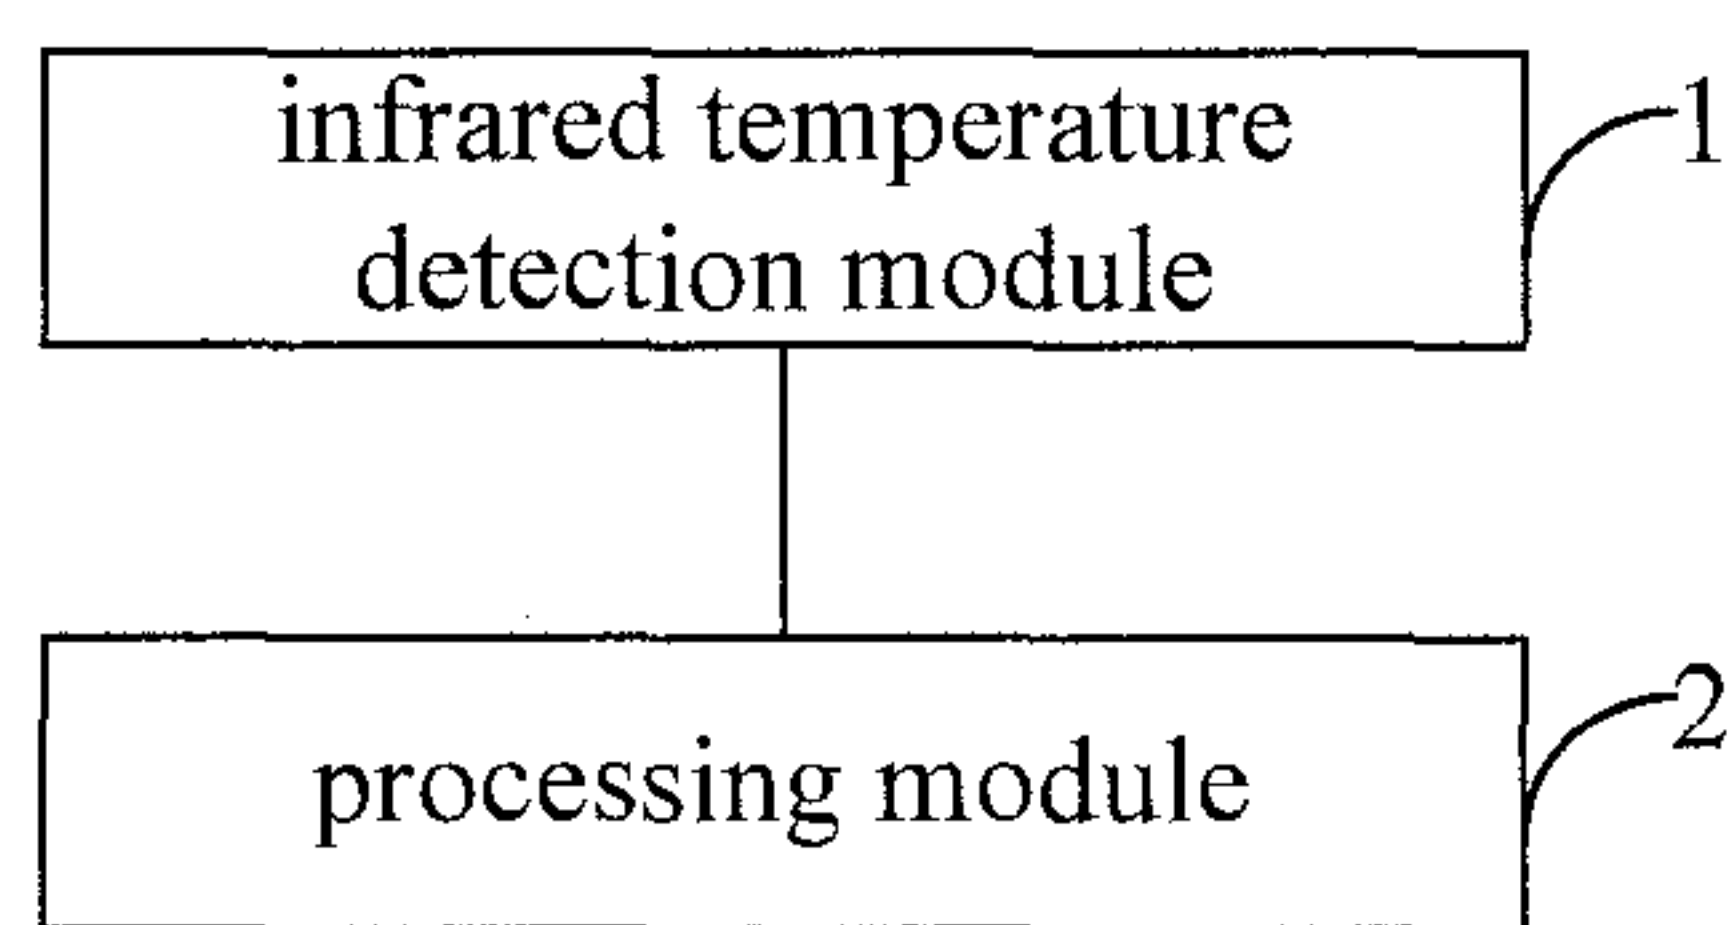 infrared temperature
detection module
1
processing module
2